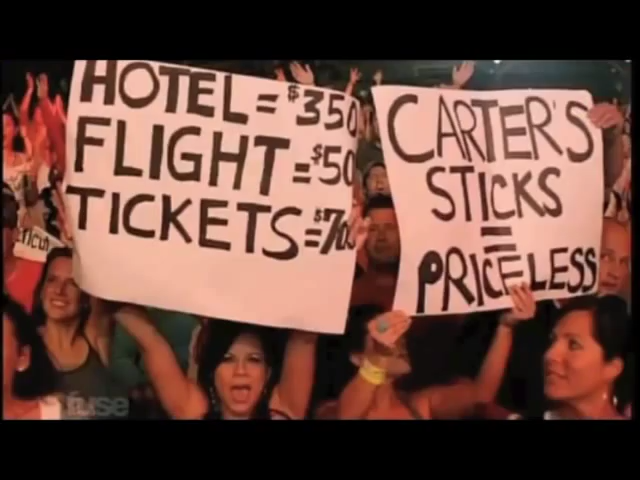 HOTEL = $350
FLIGHT = $50
TICKETS = $70
CARTER'S
STICKS
=
PRICELESS
fuse